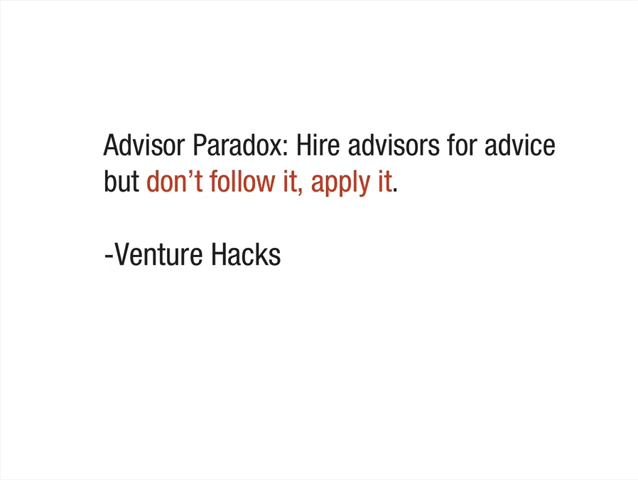 Advisor Paradox: Hire advisors for advice
but don’t follow it, apply it.
-Venture Hacks